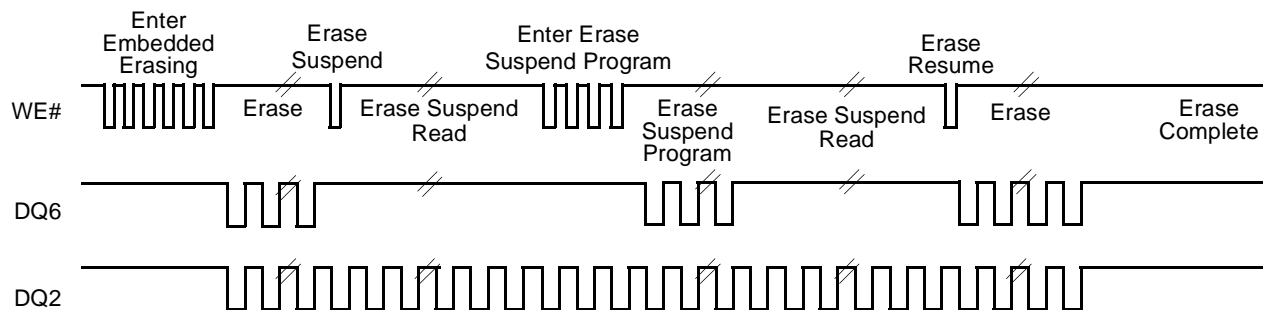 Enter
Embedded
Erasing
Erase
Suspend
Enter Erase
Suspend Program
Erase
Resume
WE#
Erase
Erase Suspend
Read
Erase
Suspend
Program
Erase Suspend
Read
Erase
Erase
Complete
DQ6
DQ2